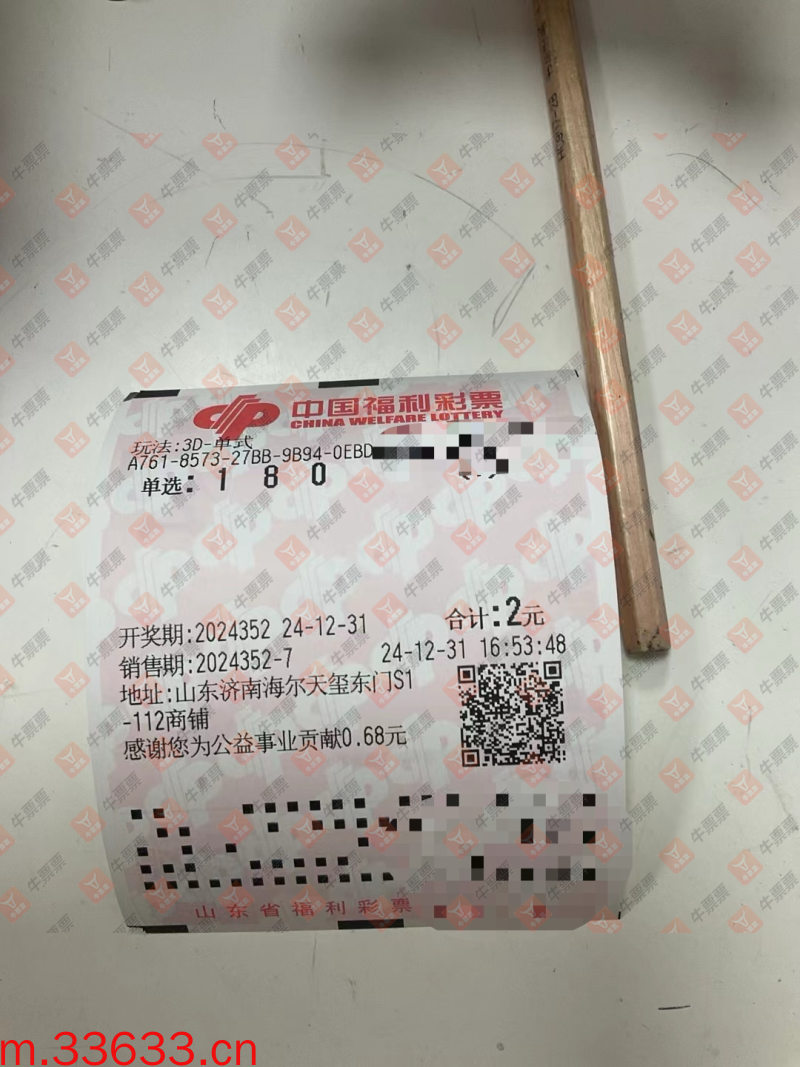 中国福利彩票
CHINA WELFARE LOTTERY
玩法:3D-单式
A761-8573-27BB-9B94-0EBD
单选: 1 8 0
合计:2元
开奖期:2024352 24-12-31
销售期:2024352-7 24-12-31 16:53:48
地址:山东济南海尔天玺东门S1
-112商铺
感谢您为公益事业贡献0.68元
山东省福利彩票
牛票票
m.33633.cn